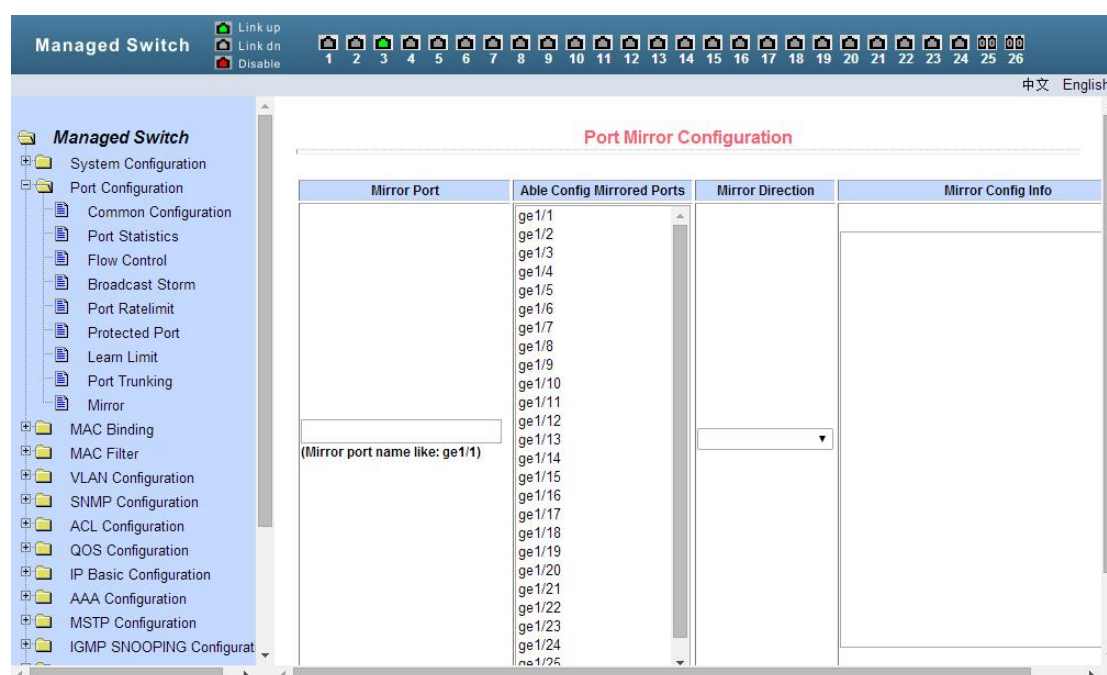 Managed Switch
Link up
Link dn
Disable
1 2 3 4 5 6 7 8 9 10 11 12 13 14 15 16 17 18 19 20 21 22 23 24 25 26
中文 English
Managed Switch
System Configuration
Port Configuration
Common Configuration
Port Statistics
Flow Control
Broadcast Storm
Port Ratelimit
Protected Port
Learn Limit
Port Trunking
Mirror
MAC Binding
MAC Filter
VLAN Configuration
SNMP Configuration
ACL Configuration
QOS Configuration
IP Basic Configuration
AAA Configuration
MSTP Configuration
IGMP SNOOPING Configurat
Port Mirror Configuration
Mirror Port
Able Config Mirrored Ports
Mirror Direction
Mirror Config Info
(Mirror port name like: ge1/1)
ge1/1
ge1/2
ge1/3
ge1/4
ge1/5
ge1/6
ge1/7
ge1/8
ge1/9
ge1/10
ge1/11
ge1/12
ge1/13
ge1/14
ge1/15
ge1/16
ge1/17
ge1/18
ge1/19
ge1/20
ge1/21
ge1/22
ge1/23
ge1/24
ge1/25